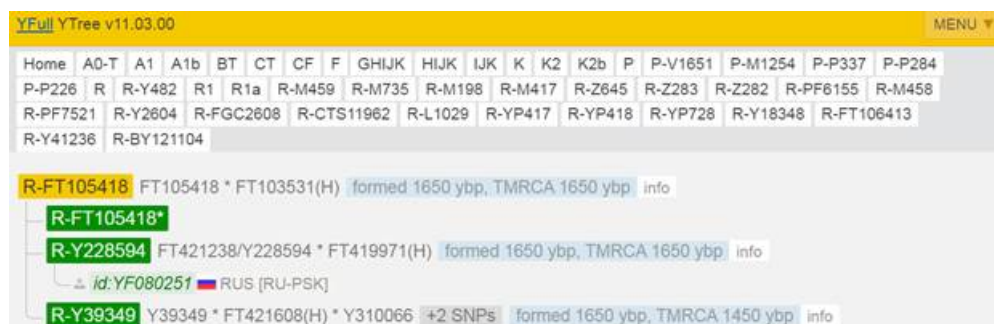 YFull YTree v11.03.00 MENU ▼
Home A0-T A1 A1b BT CT CF F GHIJK HIJK IJK K K2 K2b P P-V1651 P-M1254 P-P337 P-P284
P-P226 R R-Y482 R1 R1a R-M459 R-M735 R-M198 R-M417 R-Z645 R-Z283 R-Z282 R-PF6155 R-M458
R-PF7521 R-Y2604 R-FGC2608 R-CTS11962 R-L1029 R-YP417 R-YP418 R-YP728 R-Y18348 R-FT106413
R-Y41236 R-BY121104
R-FT105418 FT105418 * FT103531(H) formed 1650 ybp, TMRCA 1650 ybp info
R-FT105418*
R-Y228594 FT421238/Y228594 * FT419971(H) formed 1650 ybp, TMRCA 1650 ybp info
id:YF080251 RUS [RU-PSK]
R-Y39349 Y39349 * FT421608(H) * Y310066 +2 SNPs formed 1650 ybp, TMRCA 1450 ybp info